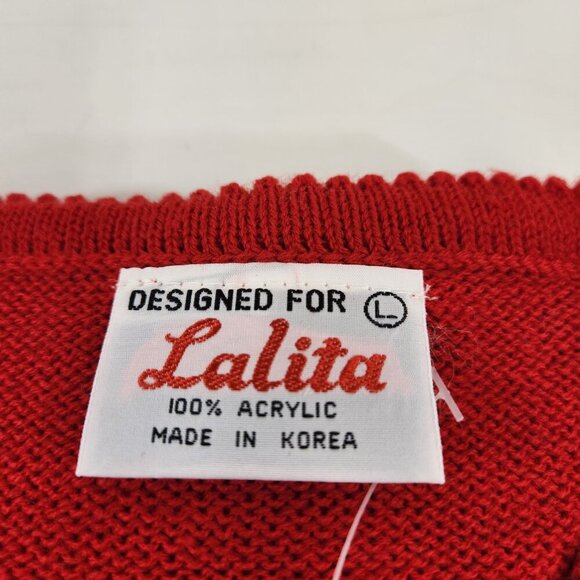 DESIGNED FOR L
Lalita
100% ACRYLIC
MADE IN KOREA